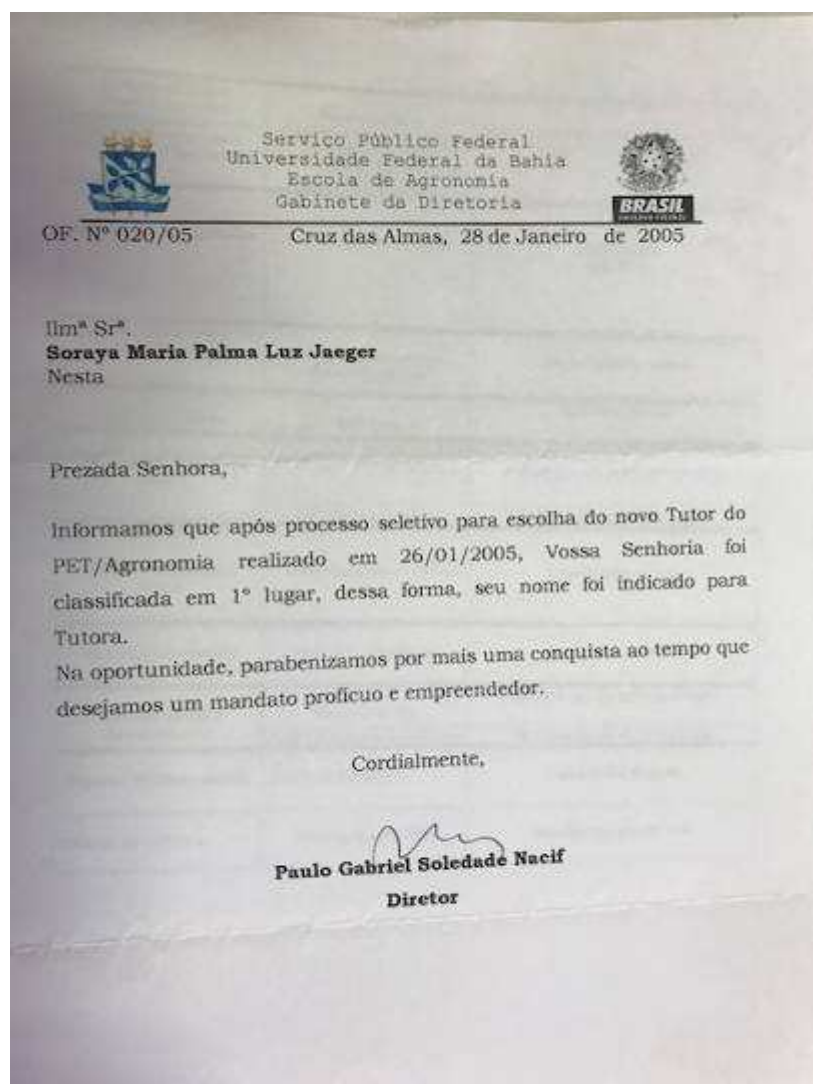 Serviço Público Federal
Universidade Federal da Bahia
Escola de Agronomia
Gabinete da Diretoria
BRASIL
OF. Nº 020/05 Cruz das Almas, 28 de Janeiro de 2005
Ilmª Srª.
Soraya Maria Palma Luz Jaeger
Nesta
Prezada Senhora,
Informamos que após processo seletivo para escolha do novo Tutor do
PET/Agronomia realizado em 26/01/2005, Vossa Senhoria foi
classificada em 1º lugar, dessa forma, seu nome foi indicado para
Tutora.
Na oportunidade, parabenizamos por mais uma conquista ao tempo que
desejamos um mandato profícuo e empreendedor.
Cordialmente,
Paulo Gabriel Soledade Nacif
Diretor